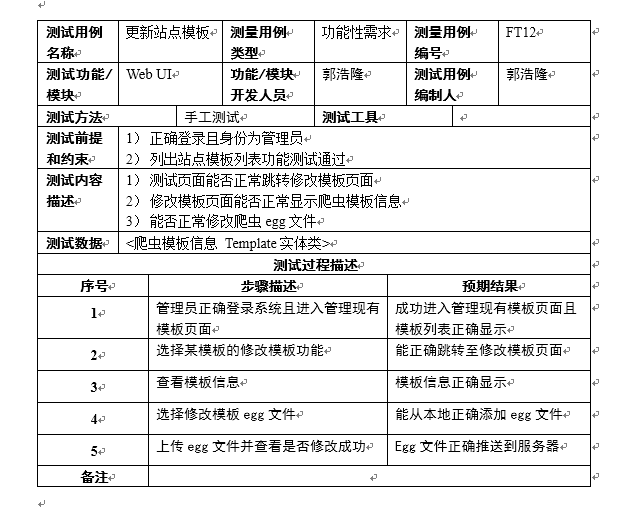 测试用例 更新站点模板 测量用例 功能性需求 测量用例 FT12
名称 类型 编号
测试功能/ Web UI 功能/模块 郭浩隆 测试用例 郭浩隆
模块 开发人员 编制人
测试方法 手工测试 测试工具
测试前提 1） 正确登录且身份为管理员
和约束 2） 列出站点模板列表功能测试通过
测试内容 1） 测试页面能否正常跳转修改模板页面
描述 2） 修改模板页面能否正常显示爬虫模板信息
3） 能否正常修改爬虫 egg 文件
测试数据 <爬虫模板信息 Template 实体类>
测试过程描述
序号 步骤描述 预期结果
1 管理员正确登录系统且进入管理现有 成功进入管理现有模板页面且
模板页面 模板列表正确显示
2 选择某模板的修改模板功能 能正确跳转至修改模板页面
3 查看模板信息 模板信息正确显示
4 选择修改模板 egg 文件 能从本地正确添加 egg 文件
5 上传 egg 文件并查看是否修改成功 Egg 文件正确推送到服务器
备注